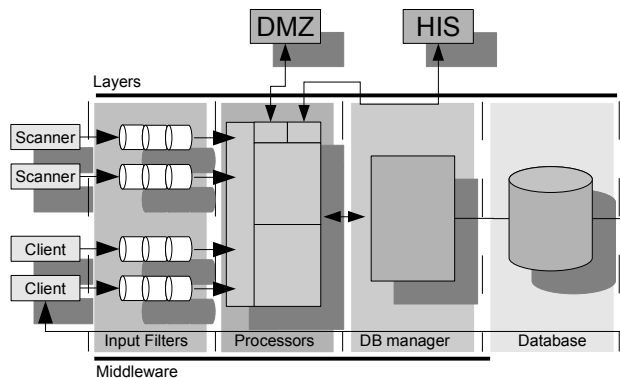 DMZ
HIS
Layers
Scanner
Scanner
Client
Client
Input Filters
Processors
DB manager
Database
Middleware